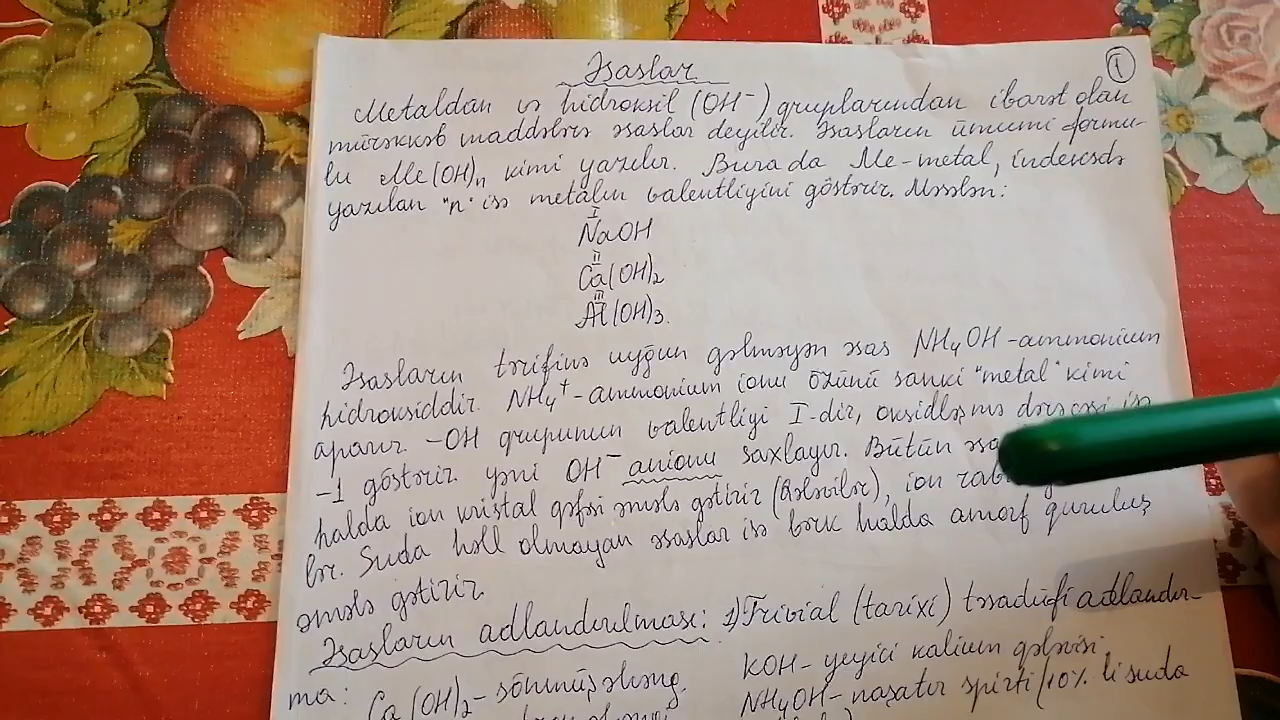 Əsaslar
1
Metaldan və hidroksil (OH⁻) qruplarından ibarət olan
mürəkkəb maddələrə əsaslar deyilir. Əsasların ümumi formu-
lu Me(OH)n kimi yazılır. Burada Me-metal, indeksdə
yazılan "n" isə metalın valentliyini göstərir. Məsələn:
I
NaOH
II
Ca(OH)₂
III
Al(OH)₃.
Əsasların tərifinə uyğun gəlməyən əsas NH₄OH-ammonium
hidroksiddir. NH₄⁺-ammonium ionu özünü sanki "metal" kimi
aparır. -OH qrupunun valentliyi I-dir, oksidləşmə dərəcəsi isə
-1 göstərir yəni OH⁻ anionu saxlayır. Bütün
halda ion kristal qəfəsi əmələ gətirir (Qələvilər), ion
lər. Suda həll olmayan əsaslar isə bərk halda amorf quruluş
əmələ gətirir.
Əsasların adlandırılması: 1) Trivial (tarixi) təsadüfi adlandır-
ma: Ca(OH)₂-sönmüş əhəng. KOH-yeyici kalium qələvisi,
NH₄OH-naşatır spirti (10%-li suda